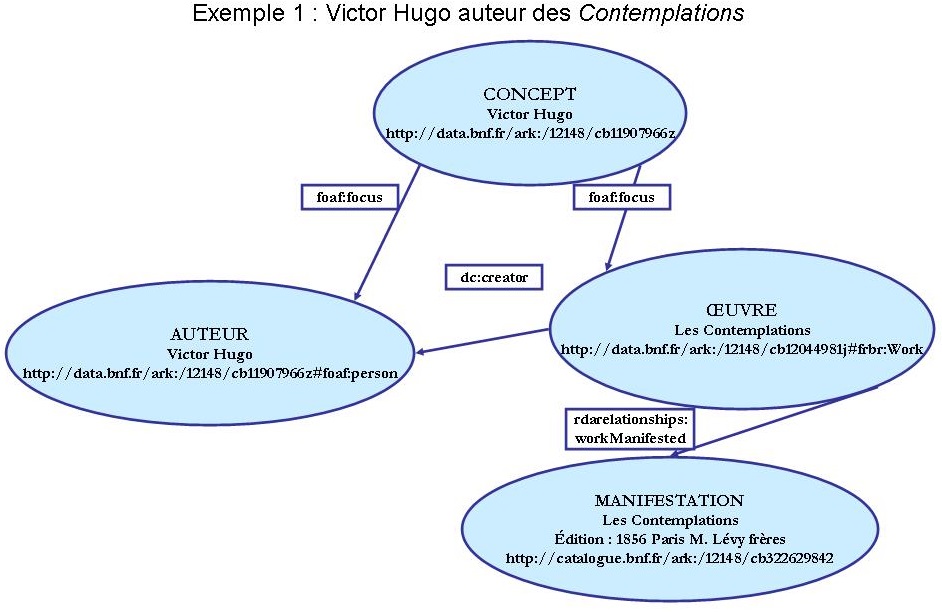 Exemple 1 : Victor Hugo auteur des Contemplations
CONCEPT
Victor Hugo
http://data.bnf.fr/ark:/12148/cb11907966z
foaf:focus
foaf:focus
dc:creator
AUTEUR
Victor Hugo
http://data.bnf.fr/ark:/12148/cb11907966z#foaf:person
ŒUVRE
Les Contemplations
http://data.bnf.fr/ark:/12148/cb12044981j#frbr:Work
rdarelationships:
workManifested
MANIFESTATION
Les Contemplations
Édition : 1856 Paris M. Lévy frères
http://catalogue.bnf.fr/ark:/12148/cb322629842